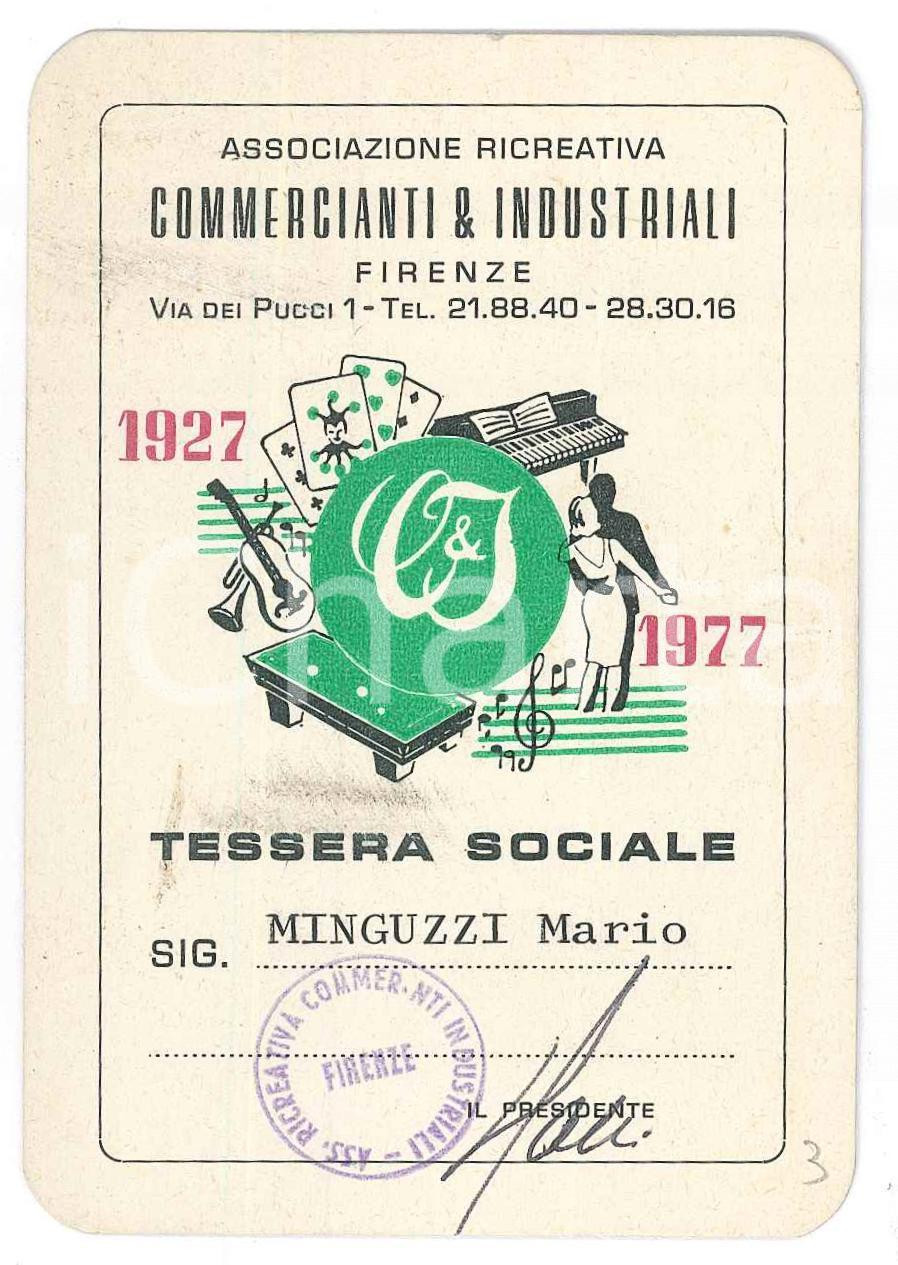 ASSOCIAZIONE RICREATIVA
COMMERCIANTI & INDUSTRIALI
FIRENZE
VIA DEI PUCCI 1 - TEL. 21.88.40 - 28.30.16
1927
C&I
1977
TESSERA SOCIALE
SIG. MINGUZZI Mario
ASS. RICREATIVA COMMER.NTI INDUSTRIALI -
FIRENZE
IL PRESIDENTE
3